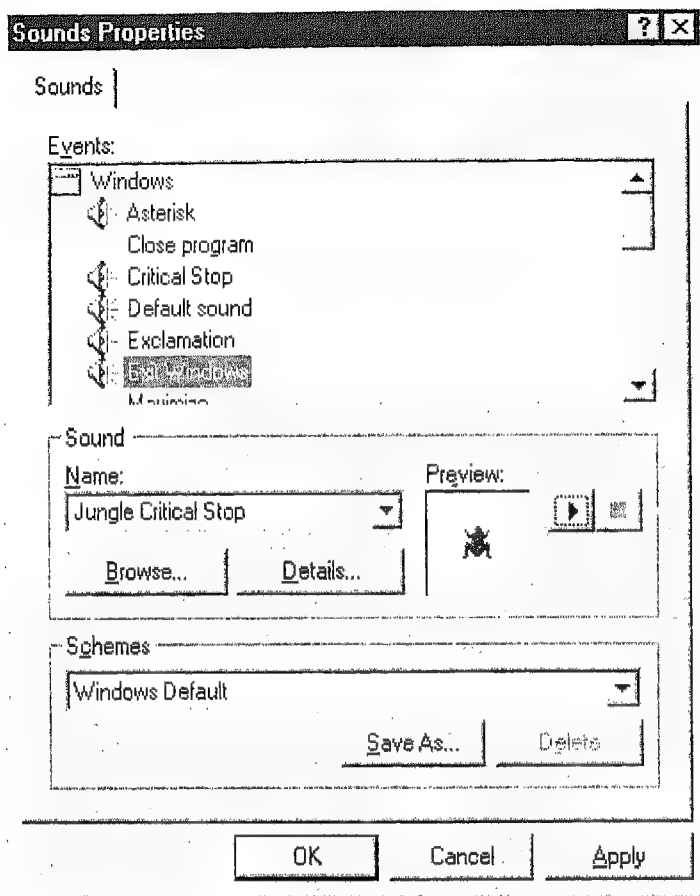 Sounds Properties
Sounds
Events:
Windows
Asterisk
Close program
Critical Stop
Default sound
Exclamation
Exit Windows
Maximize
Sound
Name:
Preview:
Jungle Critical Stop
Browse...
Details...
Schemes
Windows Default
Save As...
Delete
OK
Cancel
Apply